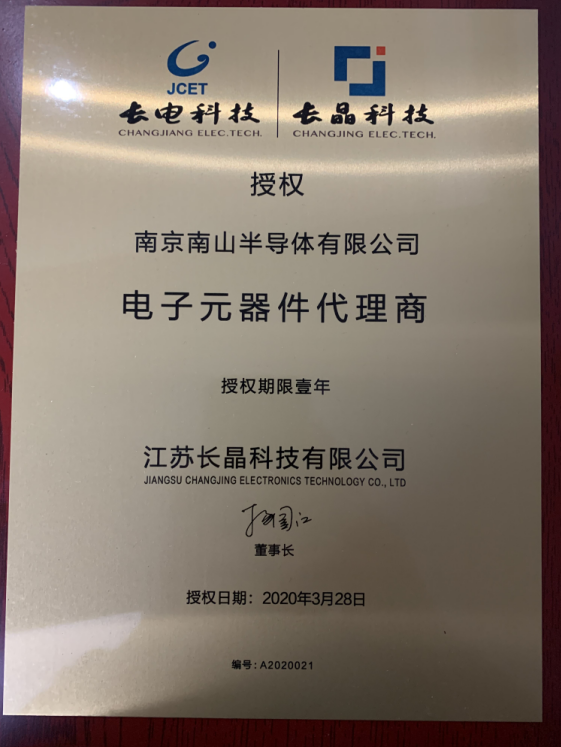 JCET
长电科技
CHANGJIANG ELEC.TECH.
长晶科技
CHANGJING ELEC.TECH.
授权
南京南山半导体有限公司
电子元器件代理商
授权期限壹年
江苏长晶科技有限公司
JIANGSU CHANGJING ELECTRONICS TECHNOLOGY CO., LTD
董事长
授权日期：2020年3月28日
编号：A2020021